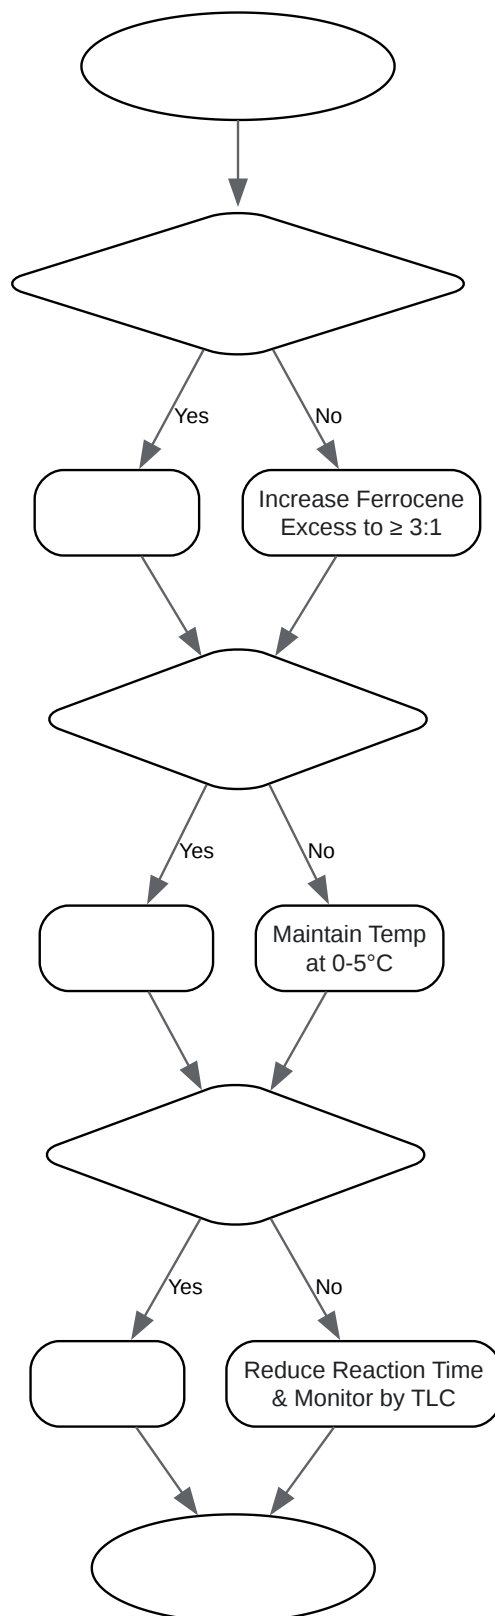 Yes
No
Increase Ferrocene
Excess to ≥ 3:1
Yes
No
Maintain Temp
at 0-5°C
Yes
No
Reduce Reaction Time
& Monitor by TLC